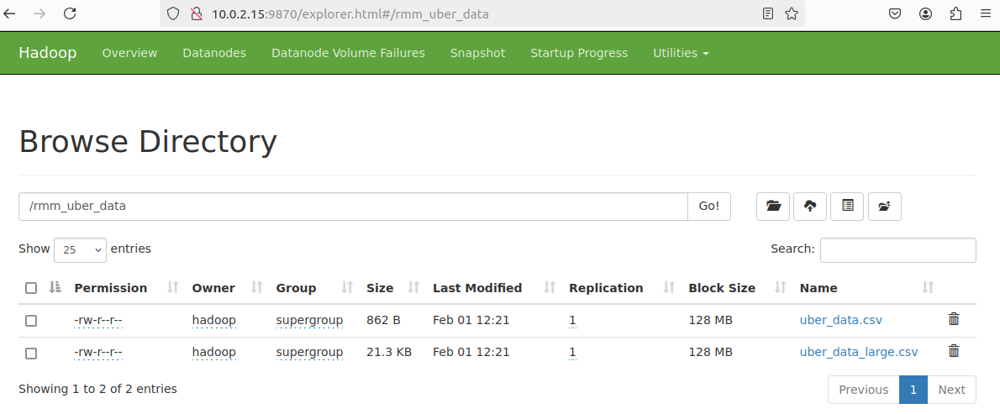 10.0.2.15:9870/explorer.html#/rmm_uber_data
Hadoop Overview Datanodes Datanode Volume Failures Snapshot Startup Progress Utilities
Browse Directory
/rmm_uber_data Go!
Show 25 entries Search:
Permission Owner Group Size Last Modified Replication Block Size Name
-rw-r--r-- hadoop supergroup 862 B Feb 01 12:21 1 128 MB uber_data.csv
-rw-r--r-- hadoop supergroup 21.3 KB Feb 01 12:21 1 128 MB uber_data_large.csv
Showing 1 to 2 of 2 entries Previous 1 Next